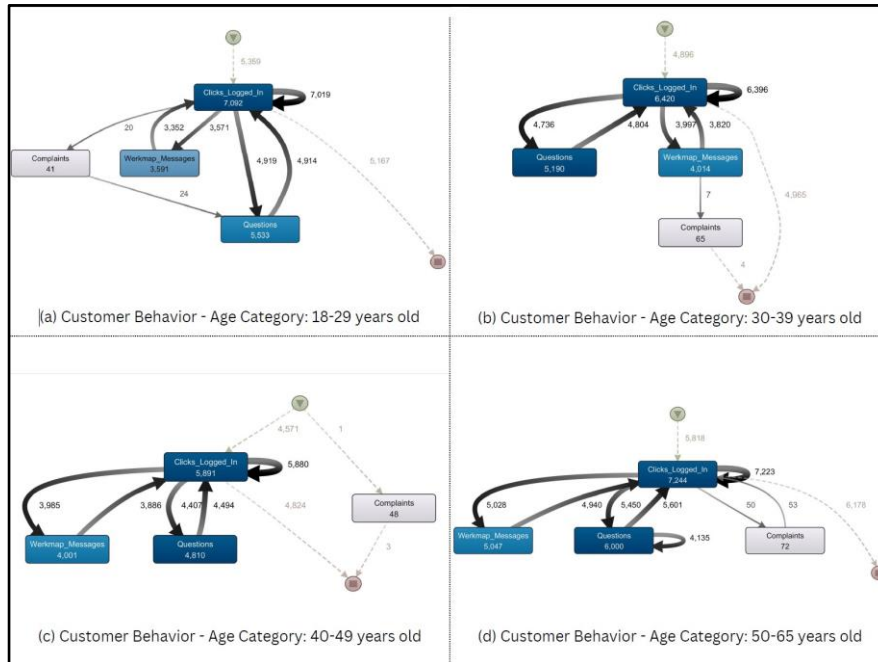 5,359
Clicks_Logged_In
7,092
7,019
20
3,352
3,571
Complaints
41
Werkmap_Messages
3,591
4,919
4,914
5,167
24
Questions
5,533
(a) Customer Behavior - Age Category: 18-29 years old
4,896
Clicks_Logged_In
6,420
6,396
4,736
4,804
3,997
3,820
Questions
5,190
Werkmap_Messages
4,014
7
4,965
Complaints
65
4
(b) Customer Behavior - Age Category: 30-39 years old
4,571
1
Clicks_Logged_In
5,891
5,880
3,985
3,886
4,407
4,494
4,824
Complaints
48
Werkmap_Messages
4,001
Questions
4,810
3
(c) Customer Behavior - Age Category: 40-49 years old
5,818
Clicks_Logged_In
7,244
7,223
5,028
4,940
5,450
5,601
50
53
6,178
Werkmap_Messages
5,047
Questions
6,000
4,135
Complaints
72
(d) Customer Behavior - Age Category: 50-65 years old